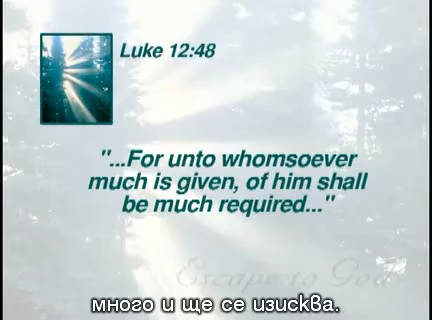 Luke 12:48
"...For unto whomsoever
much is given, of him shall
be much required..."
Escape to God
много и ще се изисква.